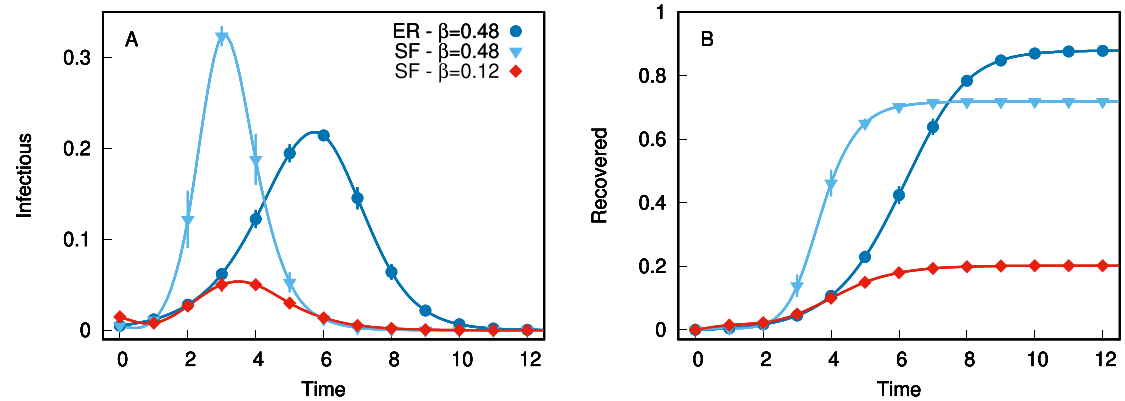 A
ER - β=0.48
SF - β=0.48
SF - β=0.12
0.3
0.2
0.1
0
Infectious
0 2 4 6 8 10 12
Time
B
1
0.8
0.6
0.4
0.2
0
Recovered
0 2 4 6 8 10 12
Time